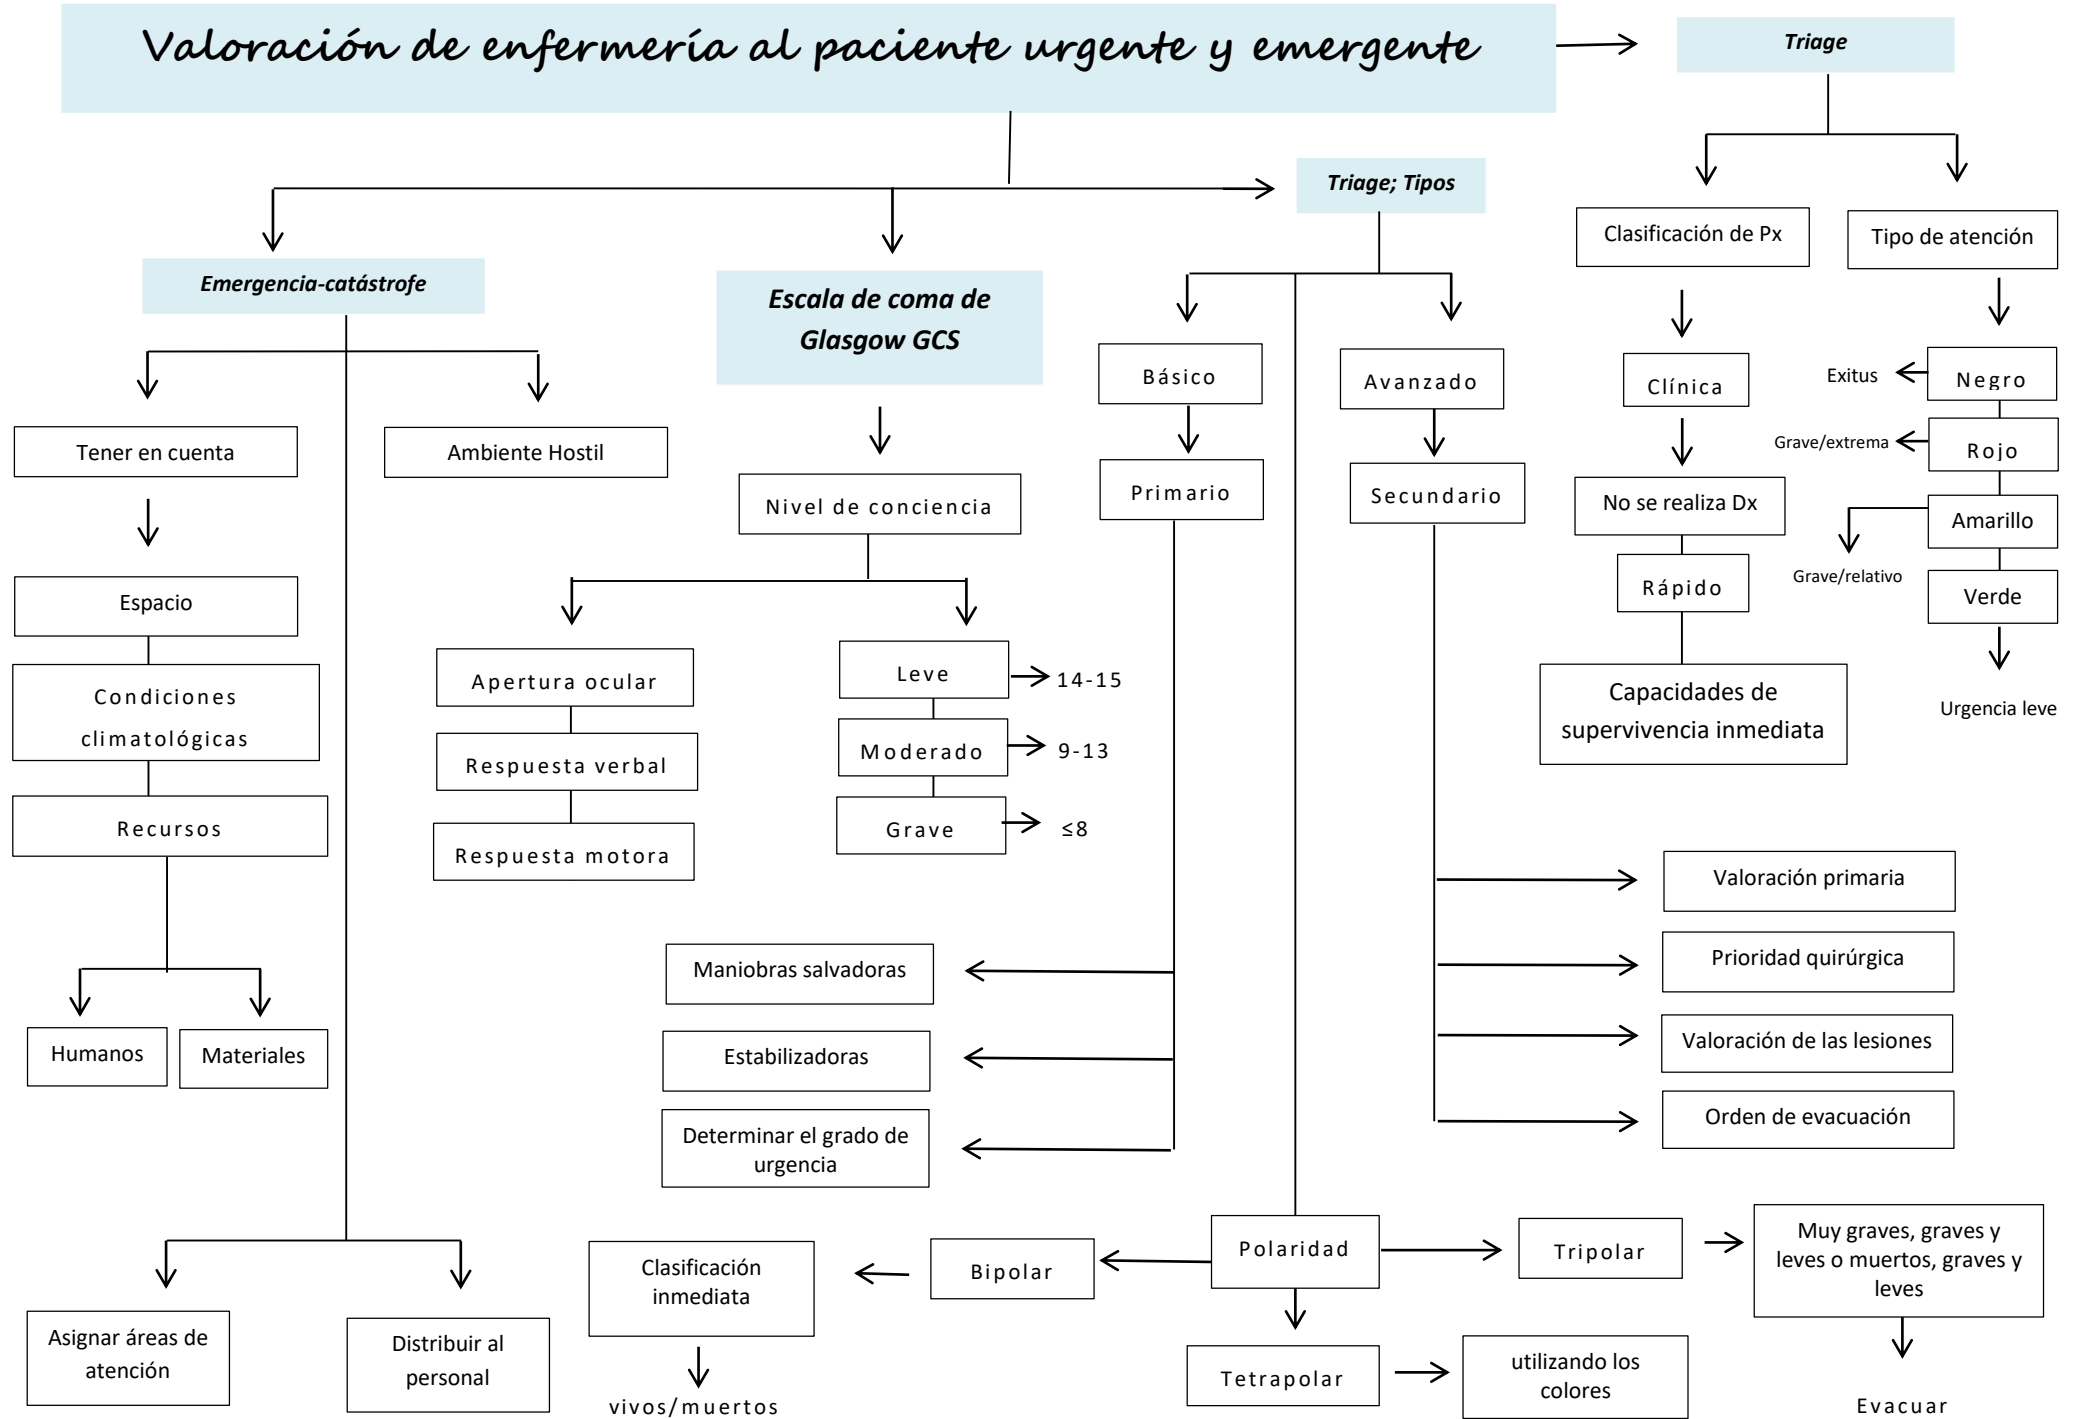 Valoración de enfermería al paciente urgente y emergente
Triage
Triage; Tipos
Clasificación de Px
Tipo de atención
Emergencia-catástrofe
Escala de coma de
Glasgow GCS
Básico
Avanzado
Clínica
Exitus
Negro
Tener en cuenta
Ambiente Hostil
Grave/extrema
Rojo
Nivel de conciencia
Primario
Secundario
No se realiza Dx
Amarillo
Grave/relativo
Espacio
Rápido
Verde
Condiciones
climatológicas
Apertura ocular
Leve
14-15
Capacidades de
supervivencia inmediata
Urgencia leve
Respuesta verbal
Moderado
9-13
Recursos
Respuesta motora
Grave
≤8
Valoración primaria
Maniobras salvadoras
Prioridad quirúrgica
Humanos
Materiales
Estabilizadoras
Valoración de las lesiones
Determinar el grado de
urgencia
Orden de evacuación
Clasificación
inmediata
Bipolar
Polaridad
Tripolar
Muy graves, graves y
leves o muertos, graves y
leves
Asignar áreas de
atención
Distribuir al
personal
vivos/muertos
Tetrapolar
utilizando los
colores
Evacuar